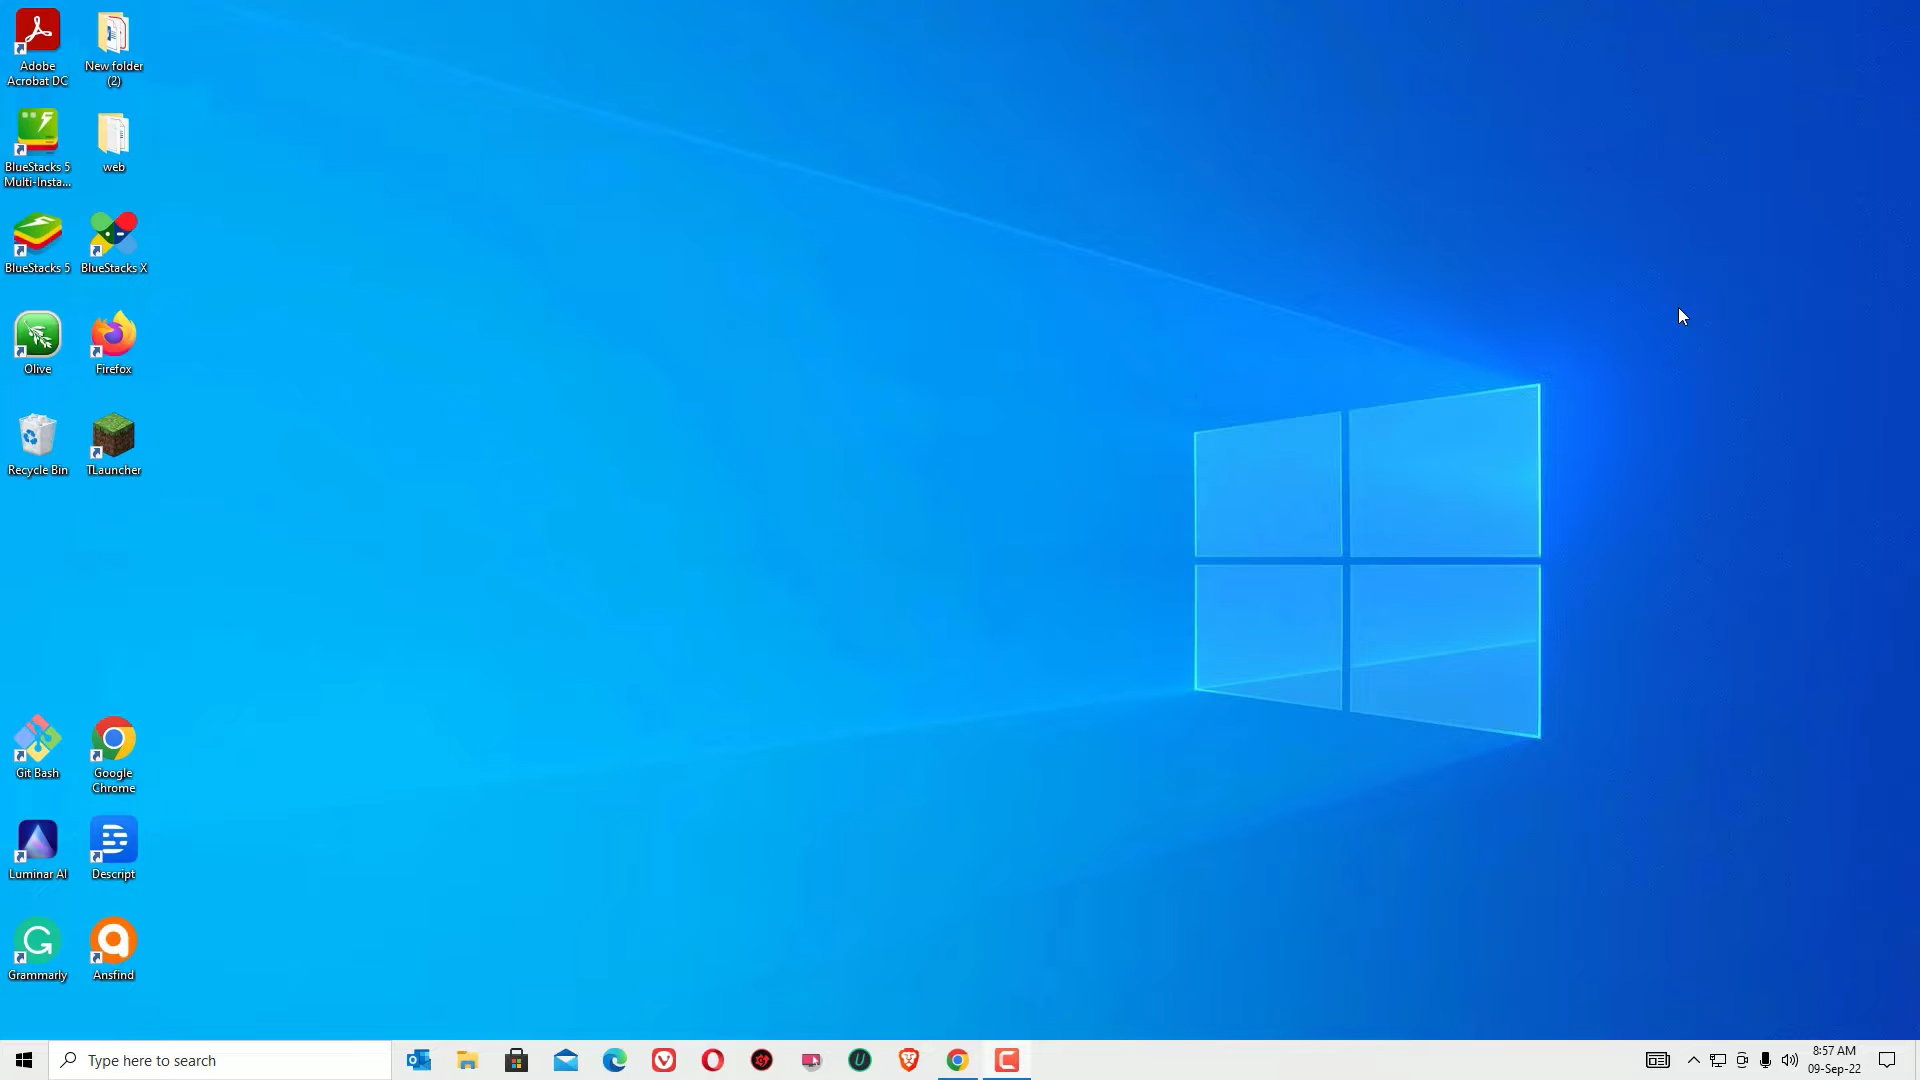 Adobe
Acrobat DC
New folder
(2)
BlueStacks 5
Multi-Insta...
web
BlueStacks 5
BlueStacks X
Olive
Firefox
Recycle Bin
TLauncher
Git Bash
Google
Chrome
Luminar AI
Descript
Grammarly
Ansfind
Type here to search
8:57 AM
09-Sep-22